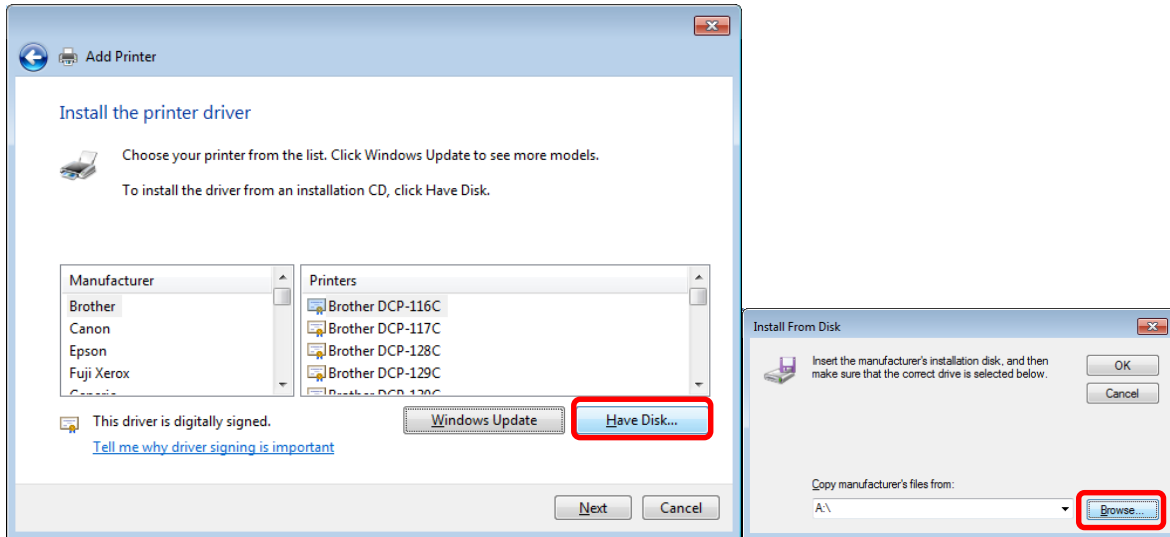 Add Printer
Install the printer driver
Choose your printer from the list. Click Windows Update to see more models.
To install the driver from an installation CD, click Have Disk.
Manufacturer
Brother
Canon
Epson
Fuji Xerox
Generic
Printers
Brother DCP-116C
Brother DCP-117C
Brother DCP-128C
Brother DCP-129C
Brother DCP-130C
This driver is digitally signed.
Tell me why driver signing is important
Windows Update
Have Disk...
Next
Cancel
Install From Disk
Insert the manufacturer's installation disk, and then
make sure that the correct drive is selected below.
OK
Cancel
Copy manufacturer's files from:
A:\
Browse...